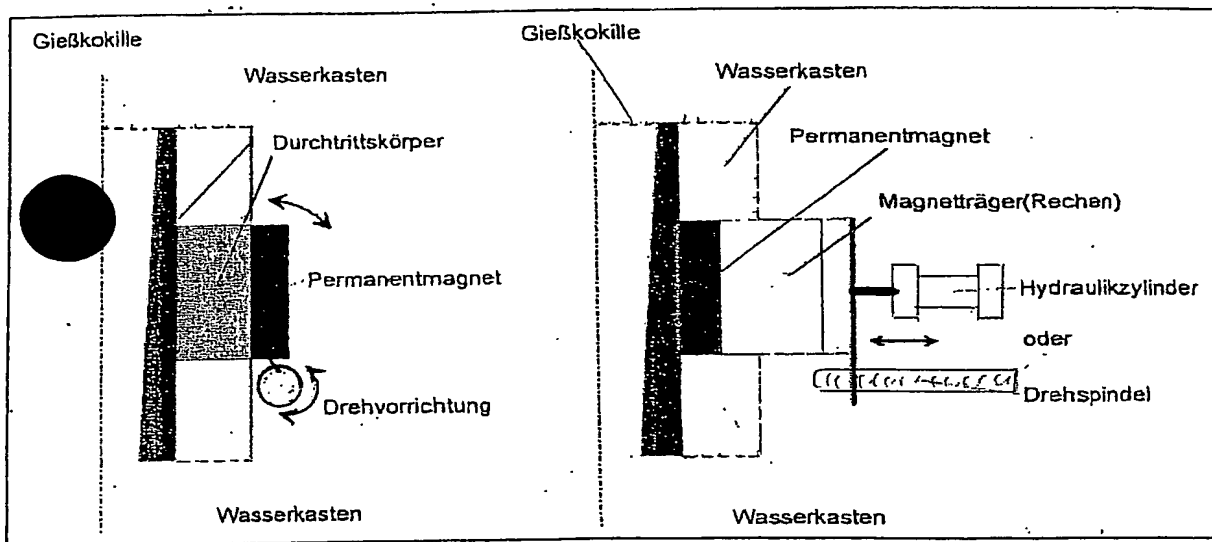 Gießkokille
Wasserkasten
Durchtrittskörper
Permanentmagnet
Drehvorrichtung
Wasserkasten
Gießkokille
Wasserkasten
Permanentmagnet
Magnetträger(Rechen)
Hydraulikzylinder
oder
Drehspindel
Wasserkasten